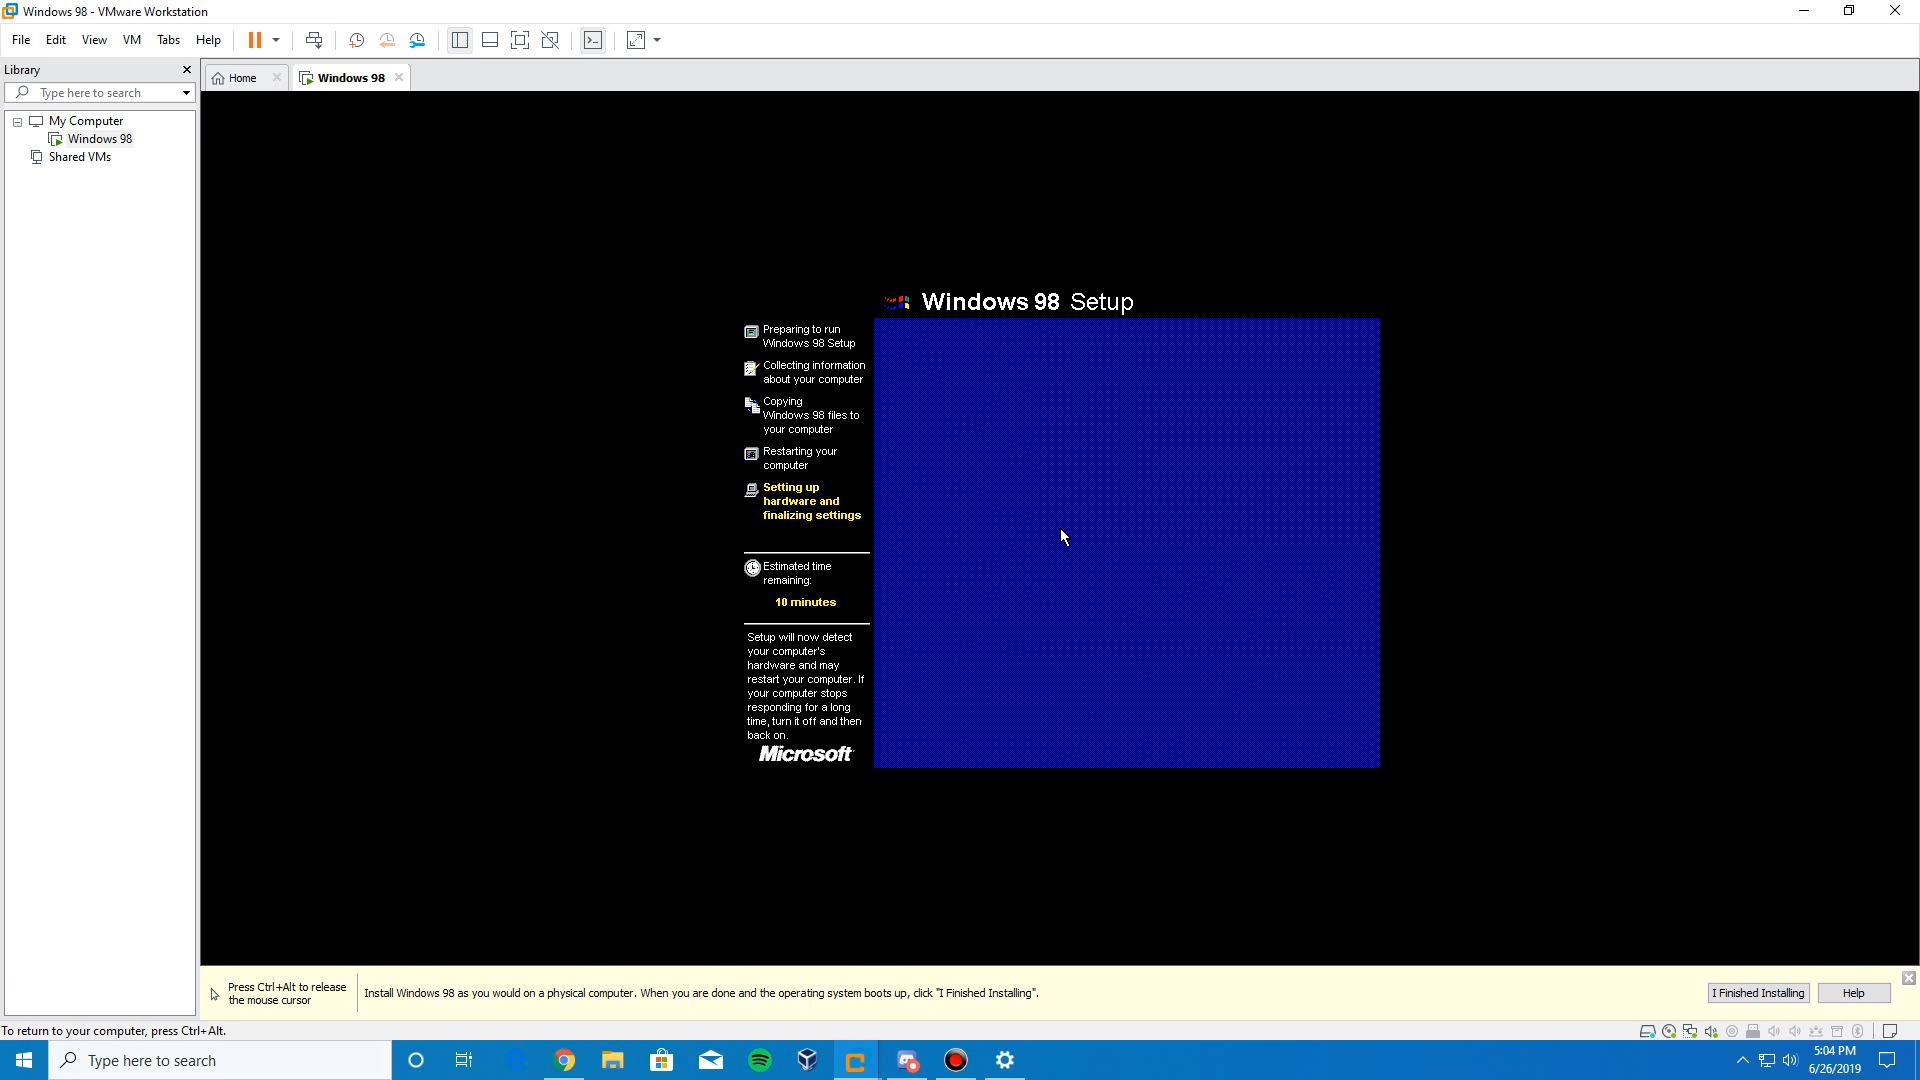 Windows 98 - VMware Workstation
File Edit View VM Tabs Help
Library
Type here to search
My Computer
Windows 98
Shared VMs
Home
Windows 98
Windows 98 Setup
Preparing to run
Windows 98 Setup
Collecting information
about your computer
Copying
Windows 98 files to
your computer
Restarting your
computer
Setting up
hardware and
finalizing settings
Estimated time
remaining:
10 minutes
Setup will now detect
your computer's
hardware and may
restart your computer. If
your computer stops
responding for a long
time, turn it off and then
back on.
Microsoft
Press Ctrl+Alt to release
the mouse cursor
Install Windows 98 as you would on a physical computer. When you are done and the operating system boots up, click "I Finished Installing".
I Finished Installing
Help
To return to your computer, press Ctrl+Alt.
Type here to search
5:04 PM
6/26/2019